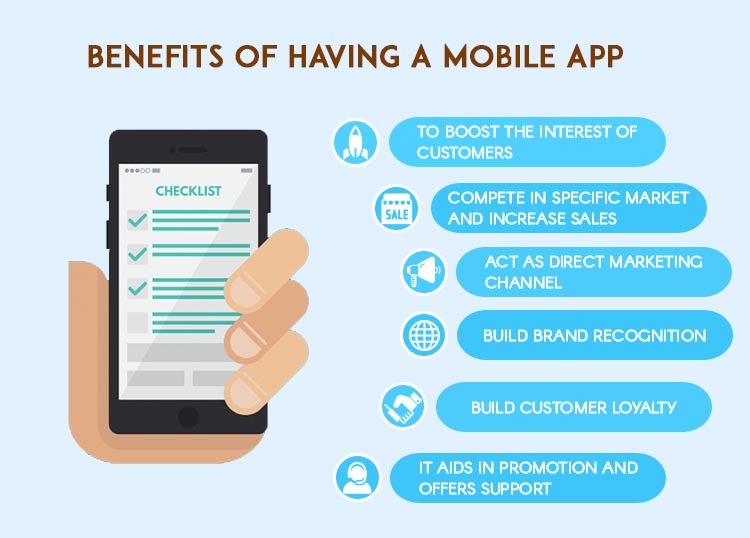 BENEFITS OF HAVING A MOBILE APP
CHECKLIST
TO BOOST THE INTEREST OF
CUSTOMERS
SALE
COMPETE IN SPECIFIC MARKET
AND INCREASE SALES
ACT AS DIRECT MARKETING
CHANNEL
BUILD BRAND RECOGNITION
BUILD CUSTOMER LOYALTY
IT AIDS IN PROMOTION AND
OFFERS SUPPORT